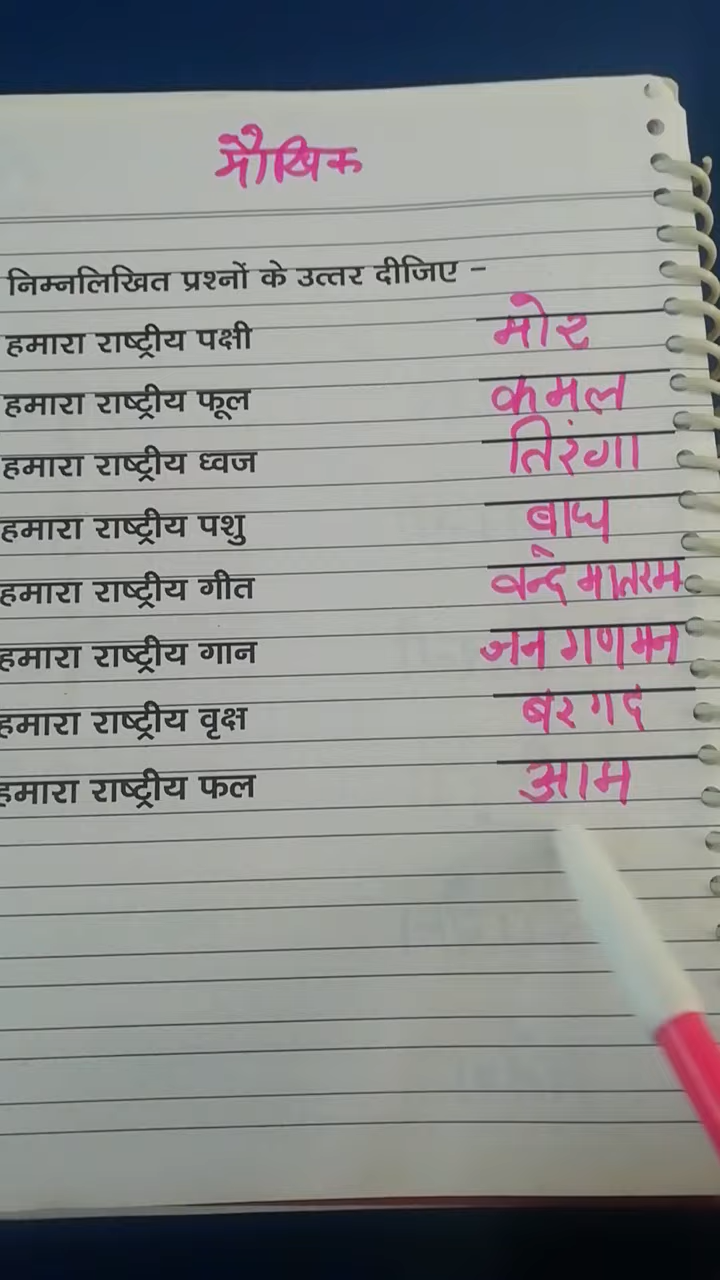 मौखिक
निम्नलिखित प्रश्नों के उत्तर दीजिए –
हमारा राष्ट्रीय पक्षी मोर
हमारा राष्ट्रीय फूल कमल
हमारा राष्ट्रीय ध्वज तिरंगा
हमारा राष्ट्रीय पशु बाघ
हमारा राष्ट्रीय गीत वन्दे मातरम
हमारा राष्ट्रीय गान जन गण मन
हमारा राष्ट्रीय वृक्ष बरगद
हमारा राष्ट्रीय फल आम